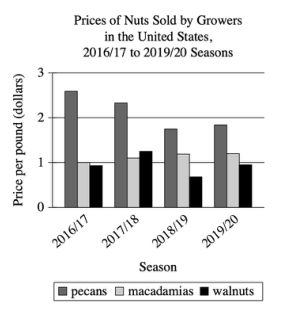 Prices of Nuts Sold by Growers
in the United States,
2016/17 to 2019/20 Seasons
Price per pound (dollars)
3
2
1
0
2016/17
2017/18
2018/19
2019/20
Season
pecans macadamias walnuts